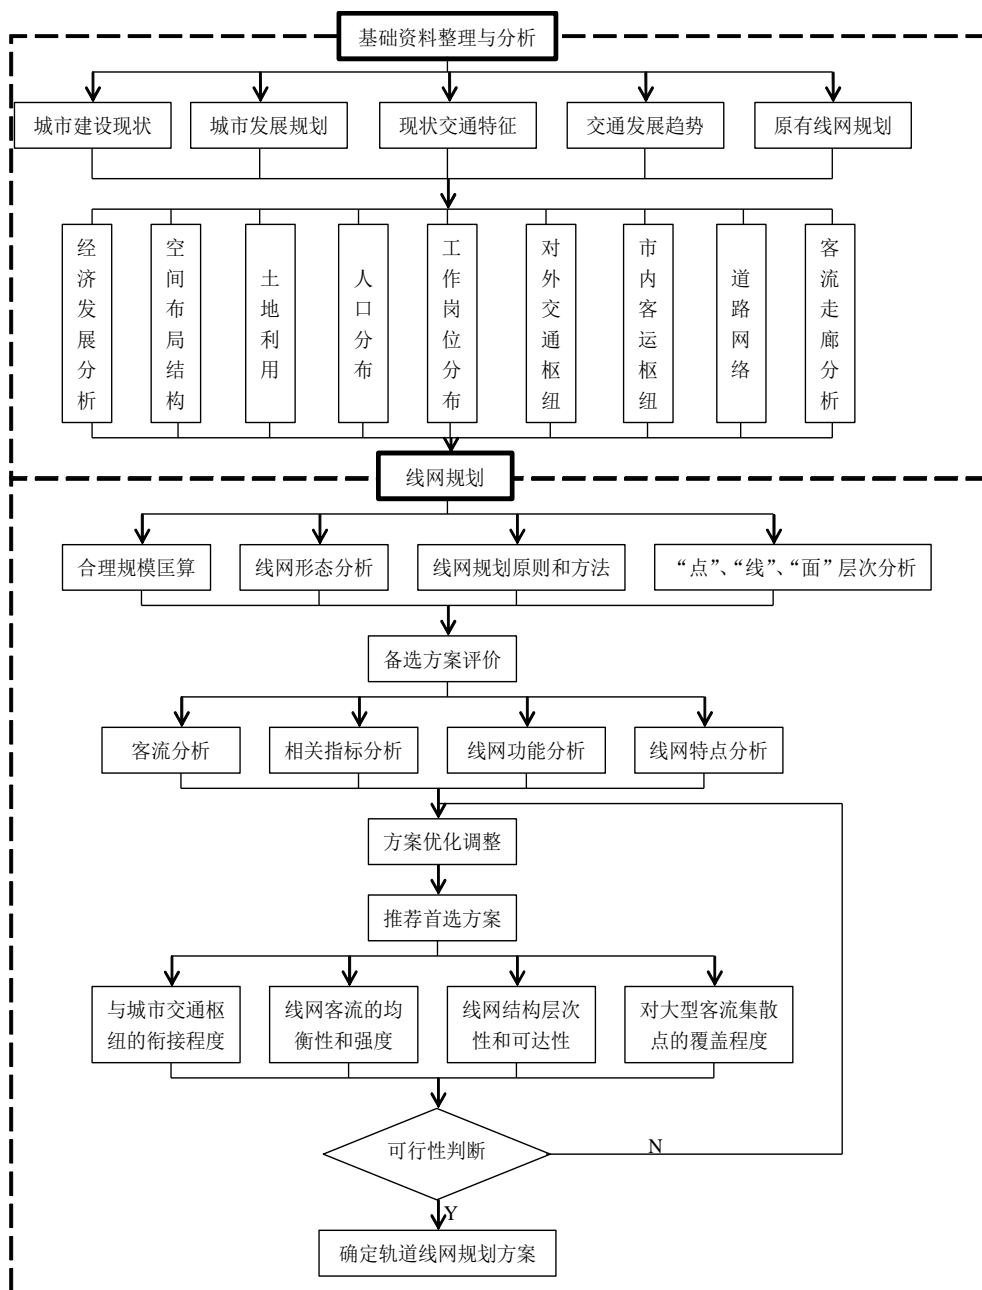 基础资料整理与分析
城市建设现状
城市发展规划
现状交通特征
交通发展趋势
原有线网规划
经济发展分析
空间布局结构
土地利用
人口分布
工作岗位分布
对外交通枢纽
市内客运枢纽
道路网络
客流走廊分析
线网规划
合理规模匡算
线网形态分析
线网规划原则和方法
“点”、“线”、“面”层次分析
备选方案评价
客流分析
相关指标分析
线网功能分析
线网特点分析
方案优化调整
推荐首选方案
与城市交通枢
纽的衔接程度
线网客流的均
衡性和强度
线网结构层次
性和可达性
对大型客流集散
点的覆盖程度
可行性判断
N
Y
确定轨道线网规划方案